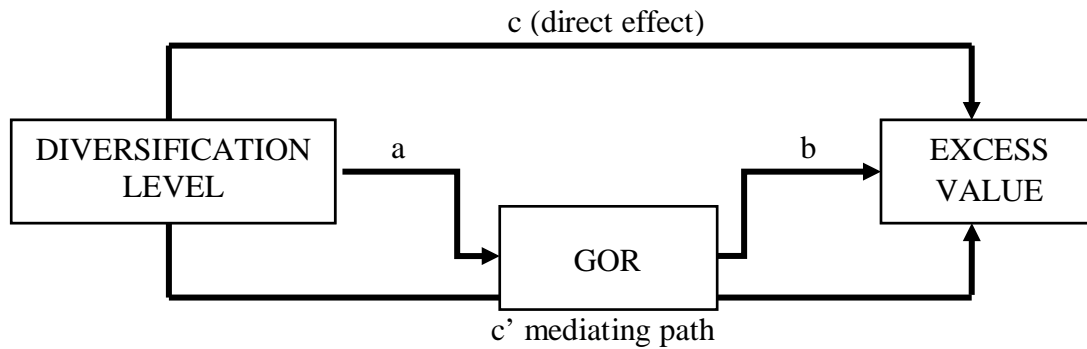 c (direct effect)
DIVERSIFICATION
LEVEL
a
b
EXCESS
VALUE
GOR
c’ mediating path